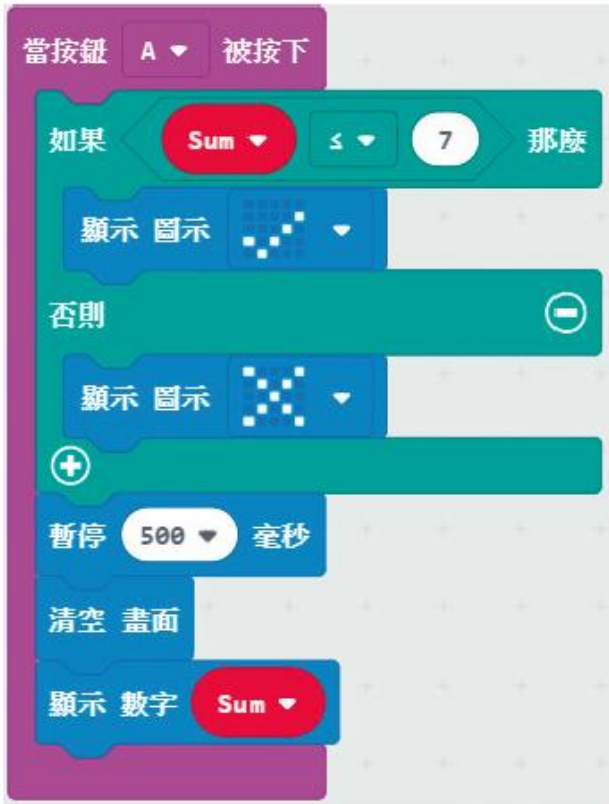 當按鈕 A 被按下
如果 Sum ≤ 7 那麼
顯示 圖示
否則
顯示 圖示
暫停 500 毫秒
清空 畫面
顯示 數字 Sum